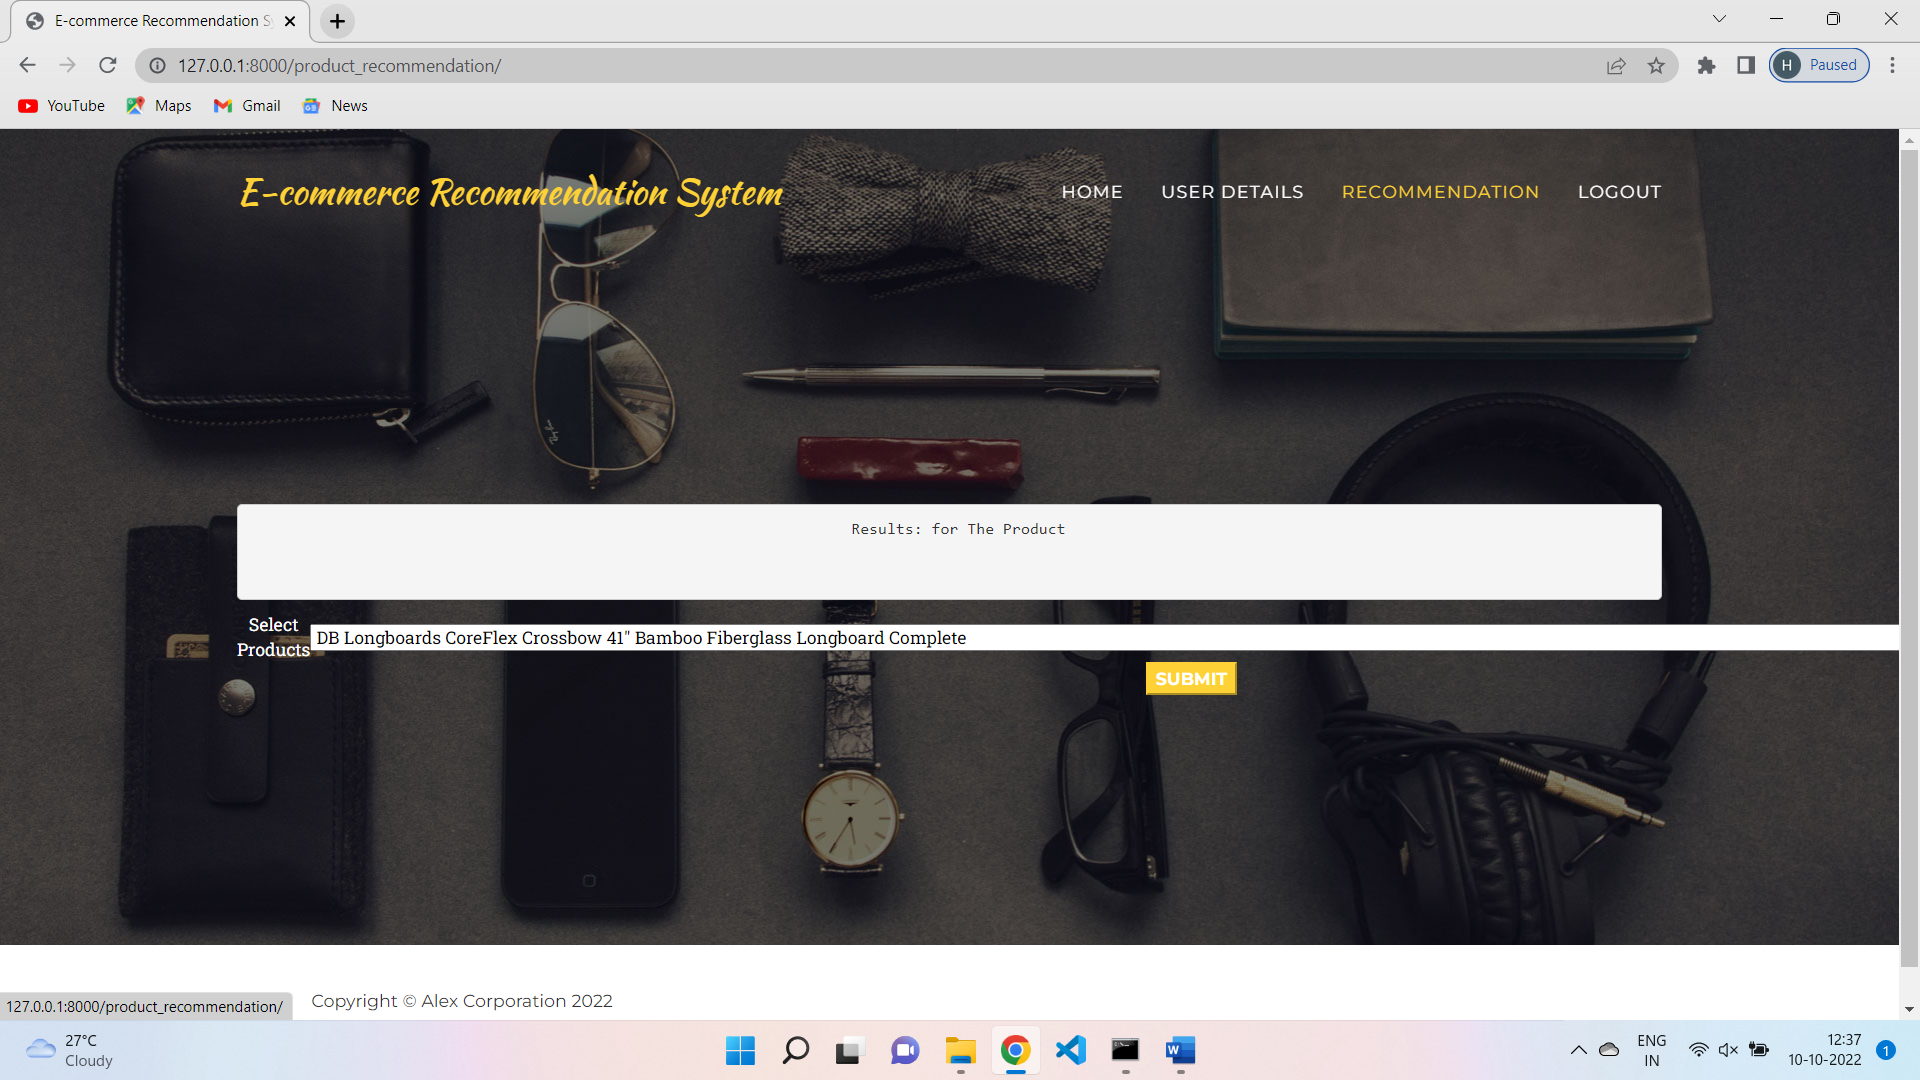 E-commerce Recommendation S
127.0.0.1:8000/product_recommendation/
H Paused
YouTube Maps Gmail News
E-commerce Recommendation System
HOME USER DETAILS RECOMMENDATION LOGOUT
Ray-Ban
Results: for The Product
Select
Products
DB Longboards CoreFlex Crossbow 41" Bamboo Fiberglass Longboard Complete
SUBMIT
Copyright © Alex Corporation 2022
127.0.0.1:8000/product_recommendation/
27°C
Cloudy
ENG
IN
12:37
10-10-2022
1